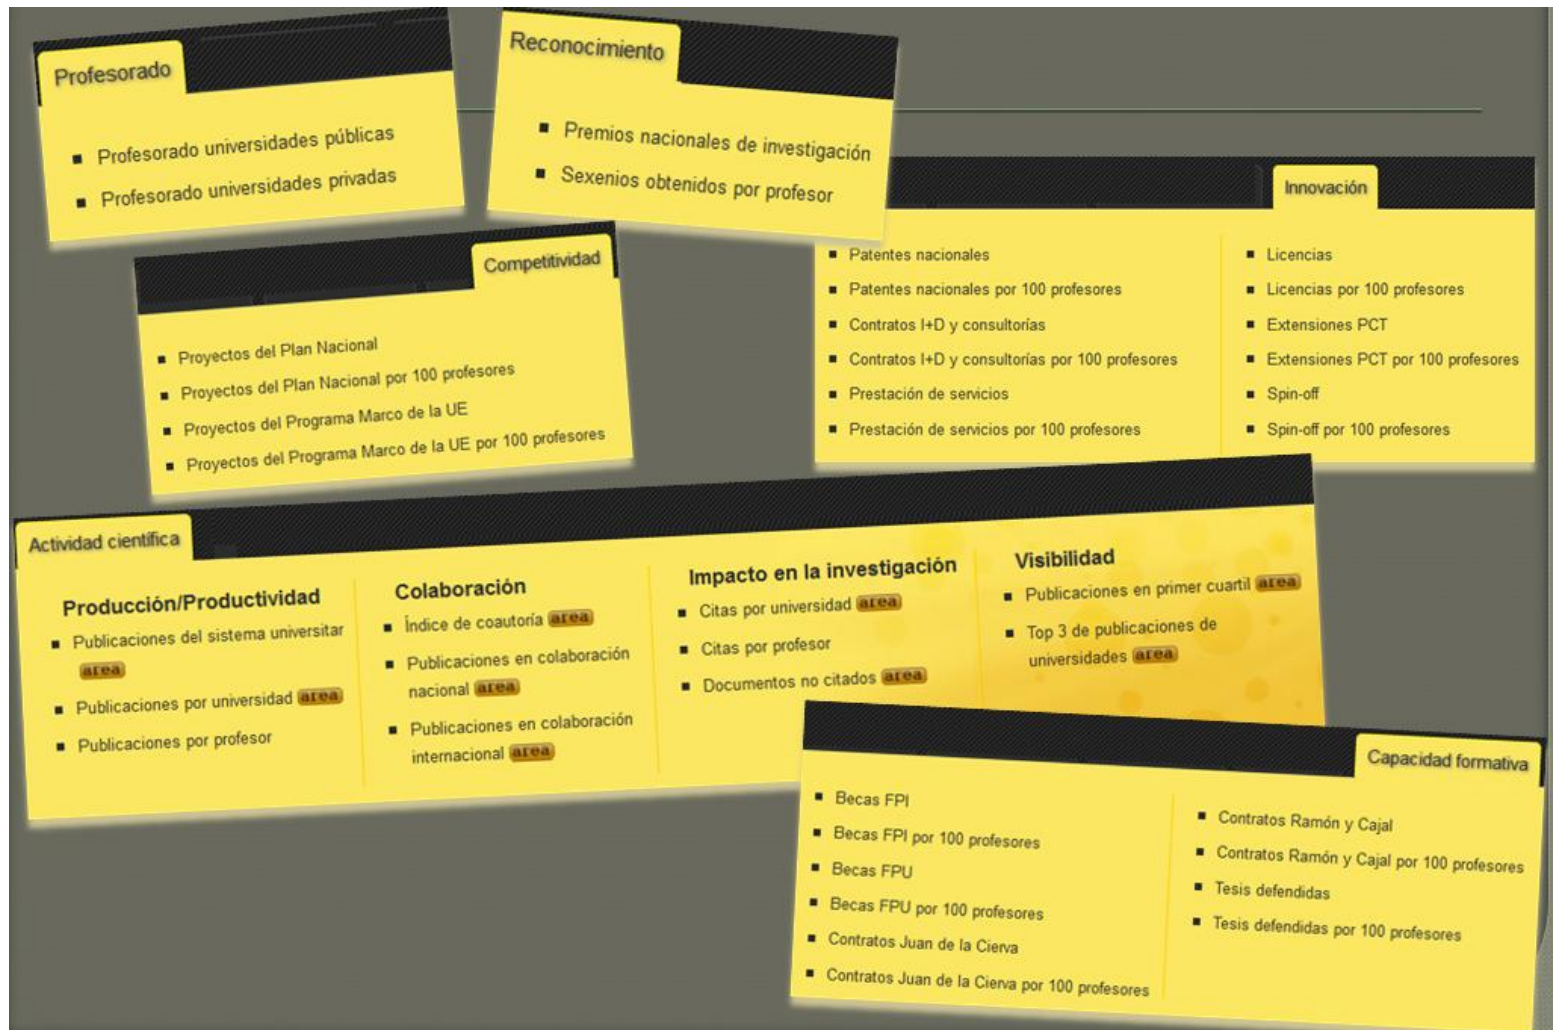 Profesorado
Profesorado universidades públicas
Profesorado universidades privadas
Reconocimiento
Premios nacionales de investigación
Sexenios obtenidos por profesor
Competitividad
Proyectos del Plan Nacional
Proyectos del Plan Nacional por 100 profesores
Proyectos del Programa Marco de la UE
Proyectos del Programa Marco de la UE por 100 profesores
Innovación
Patentes nacionales
Patentes nacionales por 100 profesores
Contratos I+D y consultorías
Contratos I+D y consultorías por 100 profesores
Prestación de servicios
Prestación de servicios por 100 profesores
Licencias
Licencias por 100 profesores
Extensiones PCT
Extensiones PCT por 100 profesores
Spin-off
Spin-off por 100 profesores
Actividad científica
Producción/Productividad
Publicaciones del sistema universitar
area
Publicaciones por universidad area
Publicaciones por profesor
Colaboración
Índice de coautoría area
Publicaciones en colaboración
nacional area
Publicaciones en colaboración
internacional area
Impacto en la investigación
Citas por universidad area
Citas por profesor
Documentos no citados area
Visibilidad
Publicaciones en primer cuartil area
Top 3 de publicaciones de
universidades area
Capacidad formativa
Becas FPI
Becas FPI por 100 profesores
Becas FPU
Becas FPU por 100 profesores
Contratos Juan de la Cierva
Contratos Juan de la Cierva por 100 profesores
Contratos Ramón y Cajal
Contratos Ramón y Cajal por 100 profesores
Tesis defendidas
Tesis defendidas por 100 profesores